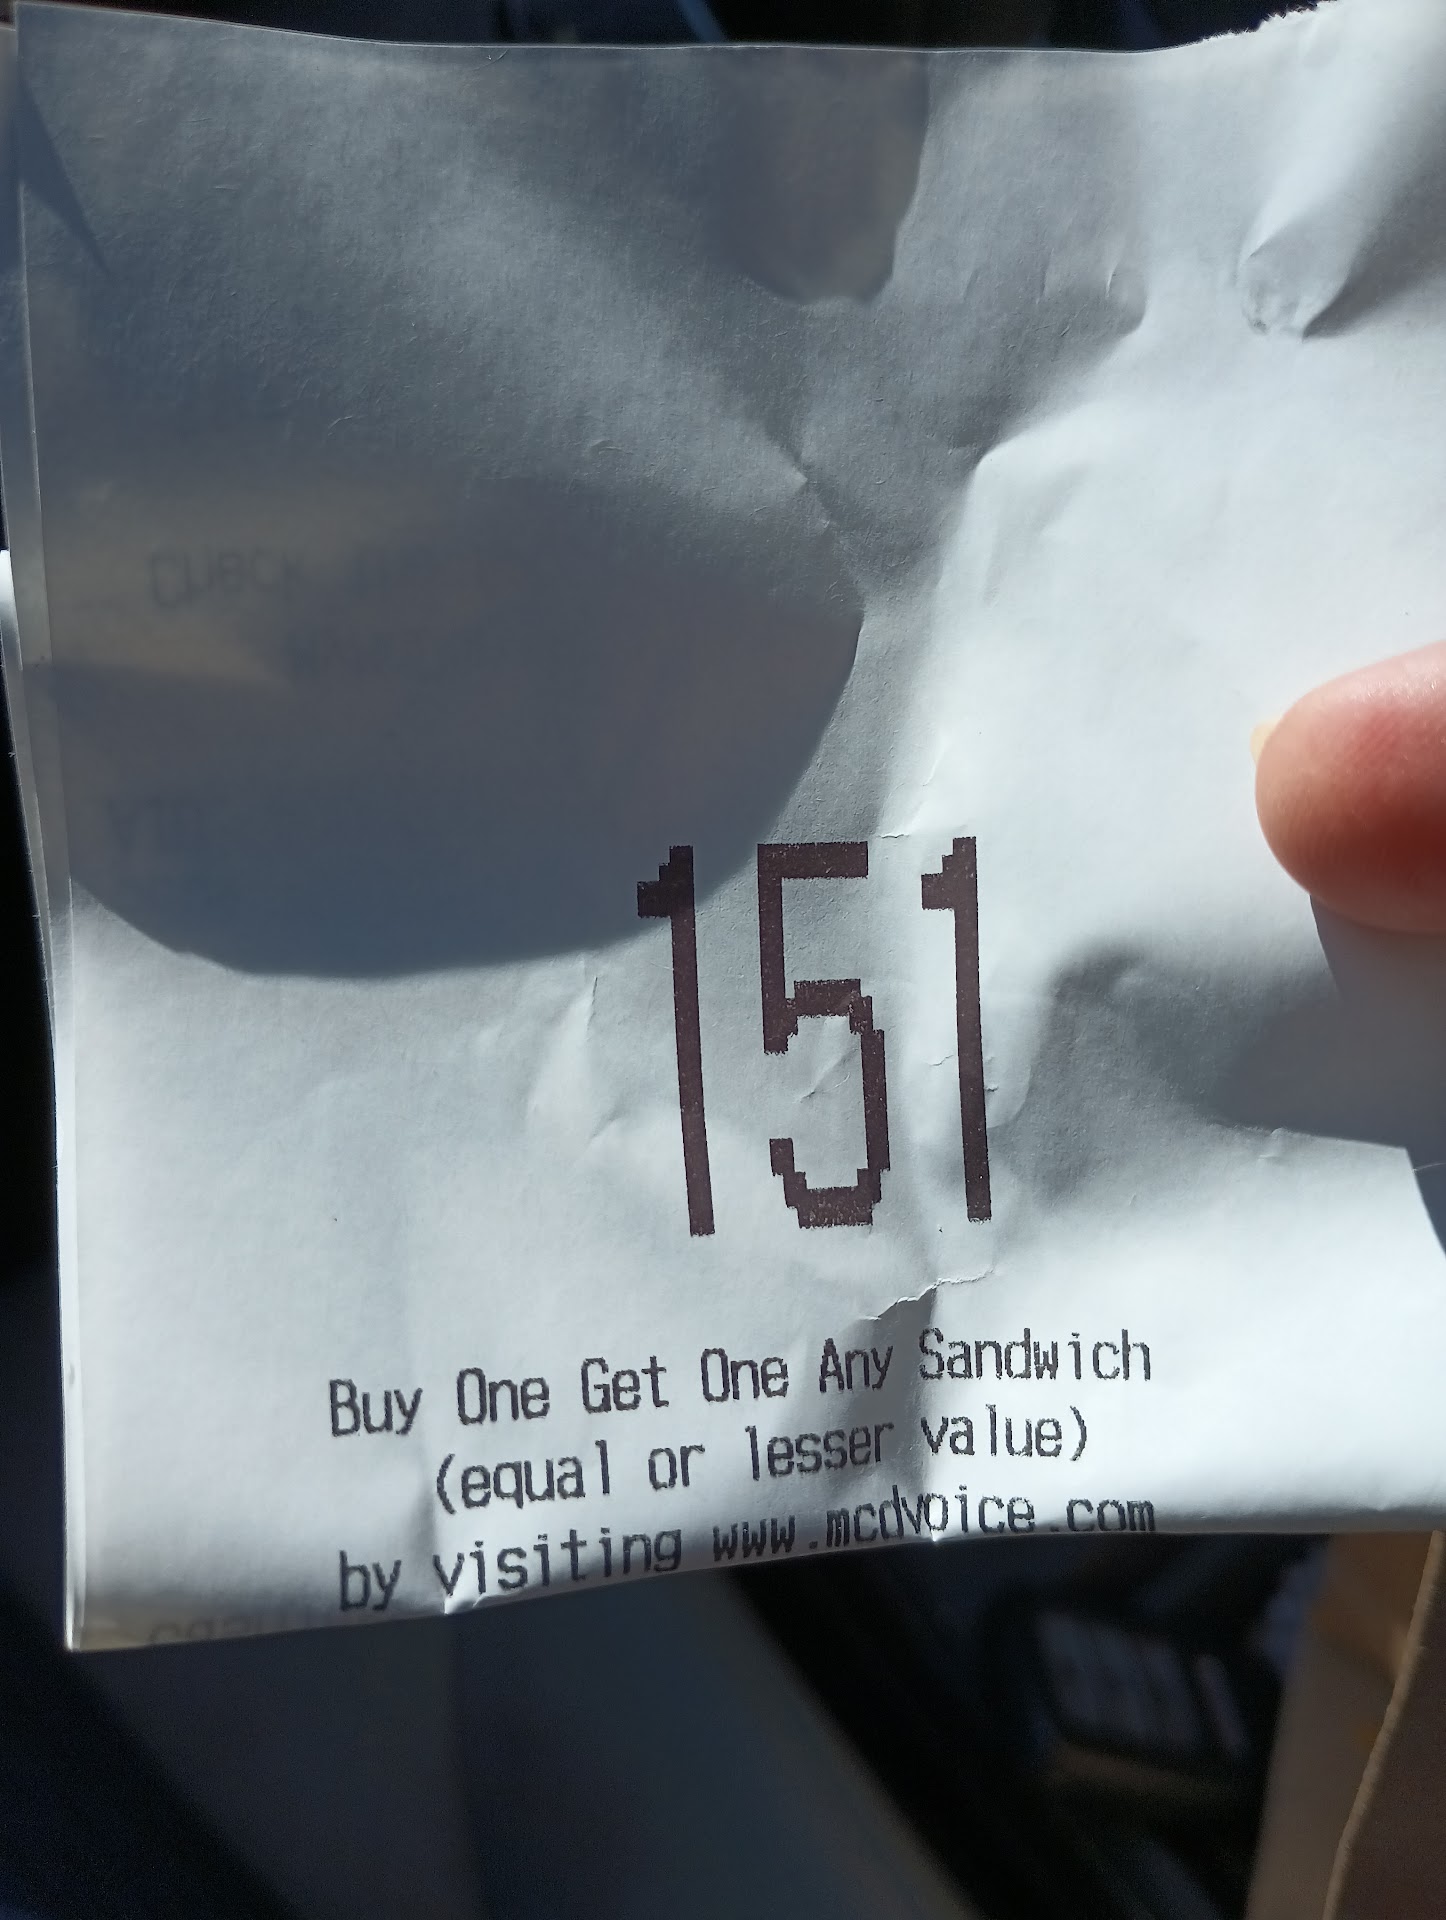 151
Buy One Get One Any Sandwich
(equal or lesser value)
by visiting www.mcdvoice.com